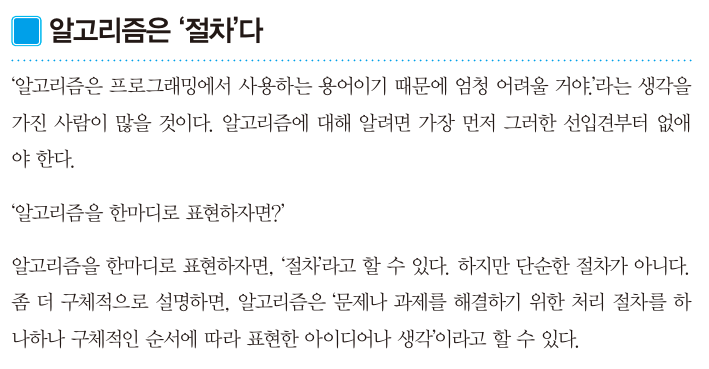 알고리즘은 ‘절차’다
‘알고리즘은 프로그래밍에서 사용하는 용어이기 때문에 엄청 어려울 거야.’라는 생각을
가진 사람이 많을 것이다. 알고리즘에 대해 알려면 가장 먼저 그러한 선입견부터 없애
야 한다.
‘알고리즘을 한마디로 표현하자면?’
알고리즘을 한마디로 표현하자면, ‘절차’라고 할 수 있다. 하지만 단순한 절차가 아니다.
좀 더 구체적으로 설명하면, 알고리즘은 ‘문제나 과제를 해결하기 위한 처리 절차를 하
나하나 구체적인 순서에 따라 표현한 아이디어나 생각’이라고 할 수 있다.